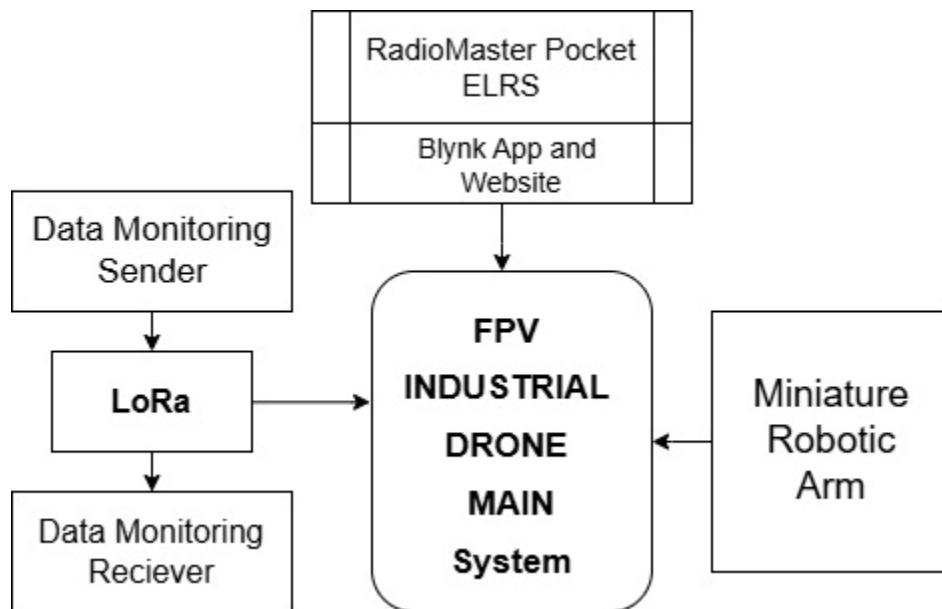 RadioMaster Pocket
ELRS
Blynk App and
Website
Data Monitoring
Sender
LoRa
Data Monitoring
Reciever
FPV
INDUSTRIAL
DRONE
MAIN
System
Miniature
Robotic
Arm